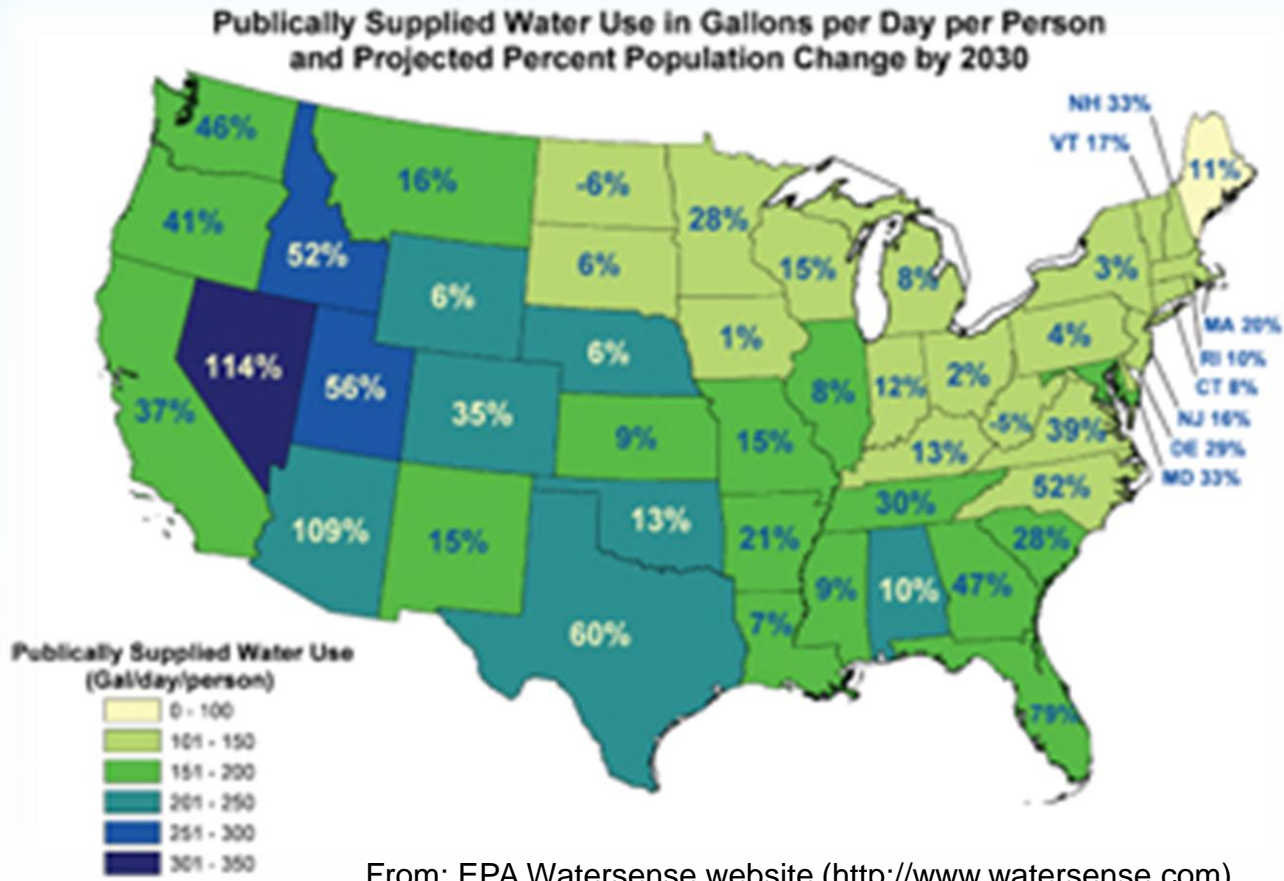 Publically Supplied Water Use in Gallons per Day per Person
and Projected Percent Population Change by 2030
NH 33%
VT 17%
46%
16%
-6%
28%
11%
41%
52%
6%
6%
15%
8%
3%
114%
56%
6%
1%
4%
MA 20%
RI 10%
CT 8%
37%
35%
9%
15%
8%
12%
2%
-5%
39%
NJ 16%
DE 29%
MD 33%
13%
109%
15%
13%
21%
30%
52%
28%
60%
7%
9%
10%
47%
79%
Publically Supplied Water Use
(Gal/day/person)
0 - 100
101 - 150
151 - 200
201 - 250
251 - 300
301 - 350
From: EPA Watersense website (http://www.watersense.com)